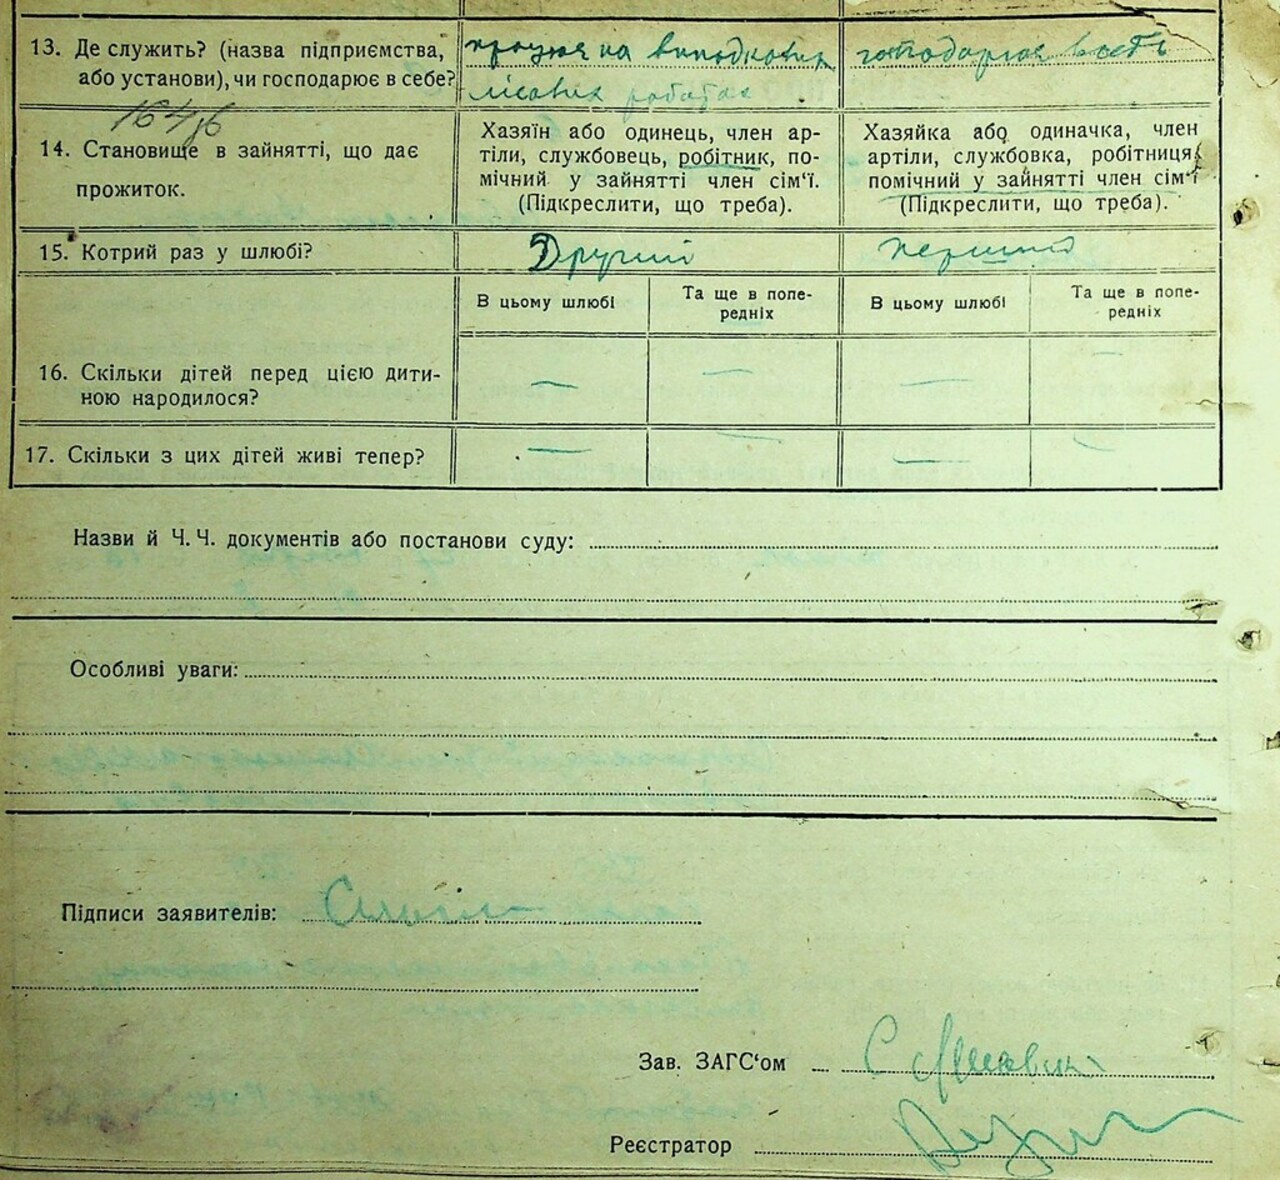 13. Де служить? (назва підприємства, працює на виподкових господарює в себе
або установи), чи господарює в себе? лісових роботах
14. Становище в зайнятті, що дає
прожиток.
Хазяїн або одинець, член ар-
тіли, службовець, робітник, по-
мічний у зайнятті член сім‘ї.
(Підкреслити, що треба).
Хазяйка або одиначка, член
артіли, службовка, робітниця,
помічний у зайнятті член сім‘ї
(Підкреслити, що треба).
15. Котрий раз у шлюбі? Другий перший
В цьому шлюбі
Та ще в попе-
редніх
В цьому шлюбі
Та ще в попе-
редніх
16. Скільки дітей перед цією дити- — — — —
ною народилося?
17. Скільки з цих дітей живі тепер? — — — —
Назви й Ч. Ч. документів або постанови суду:
Особливі уваги:
Підписи заявителів:
Зав. ЗАГС‘ом
Реєстратор